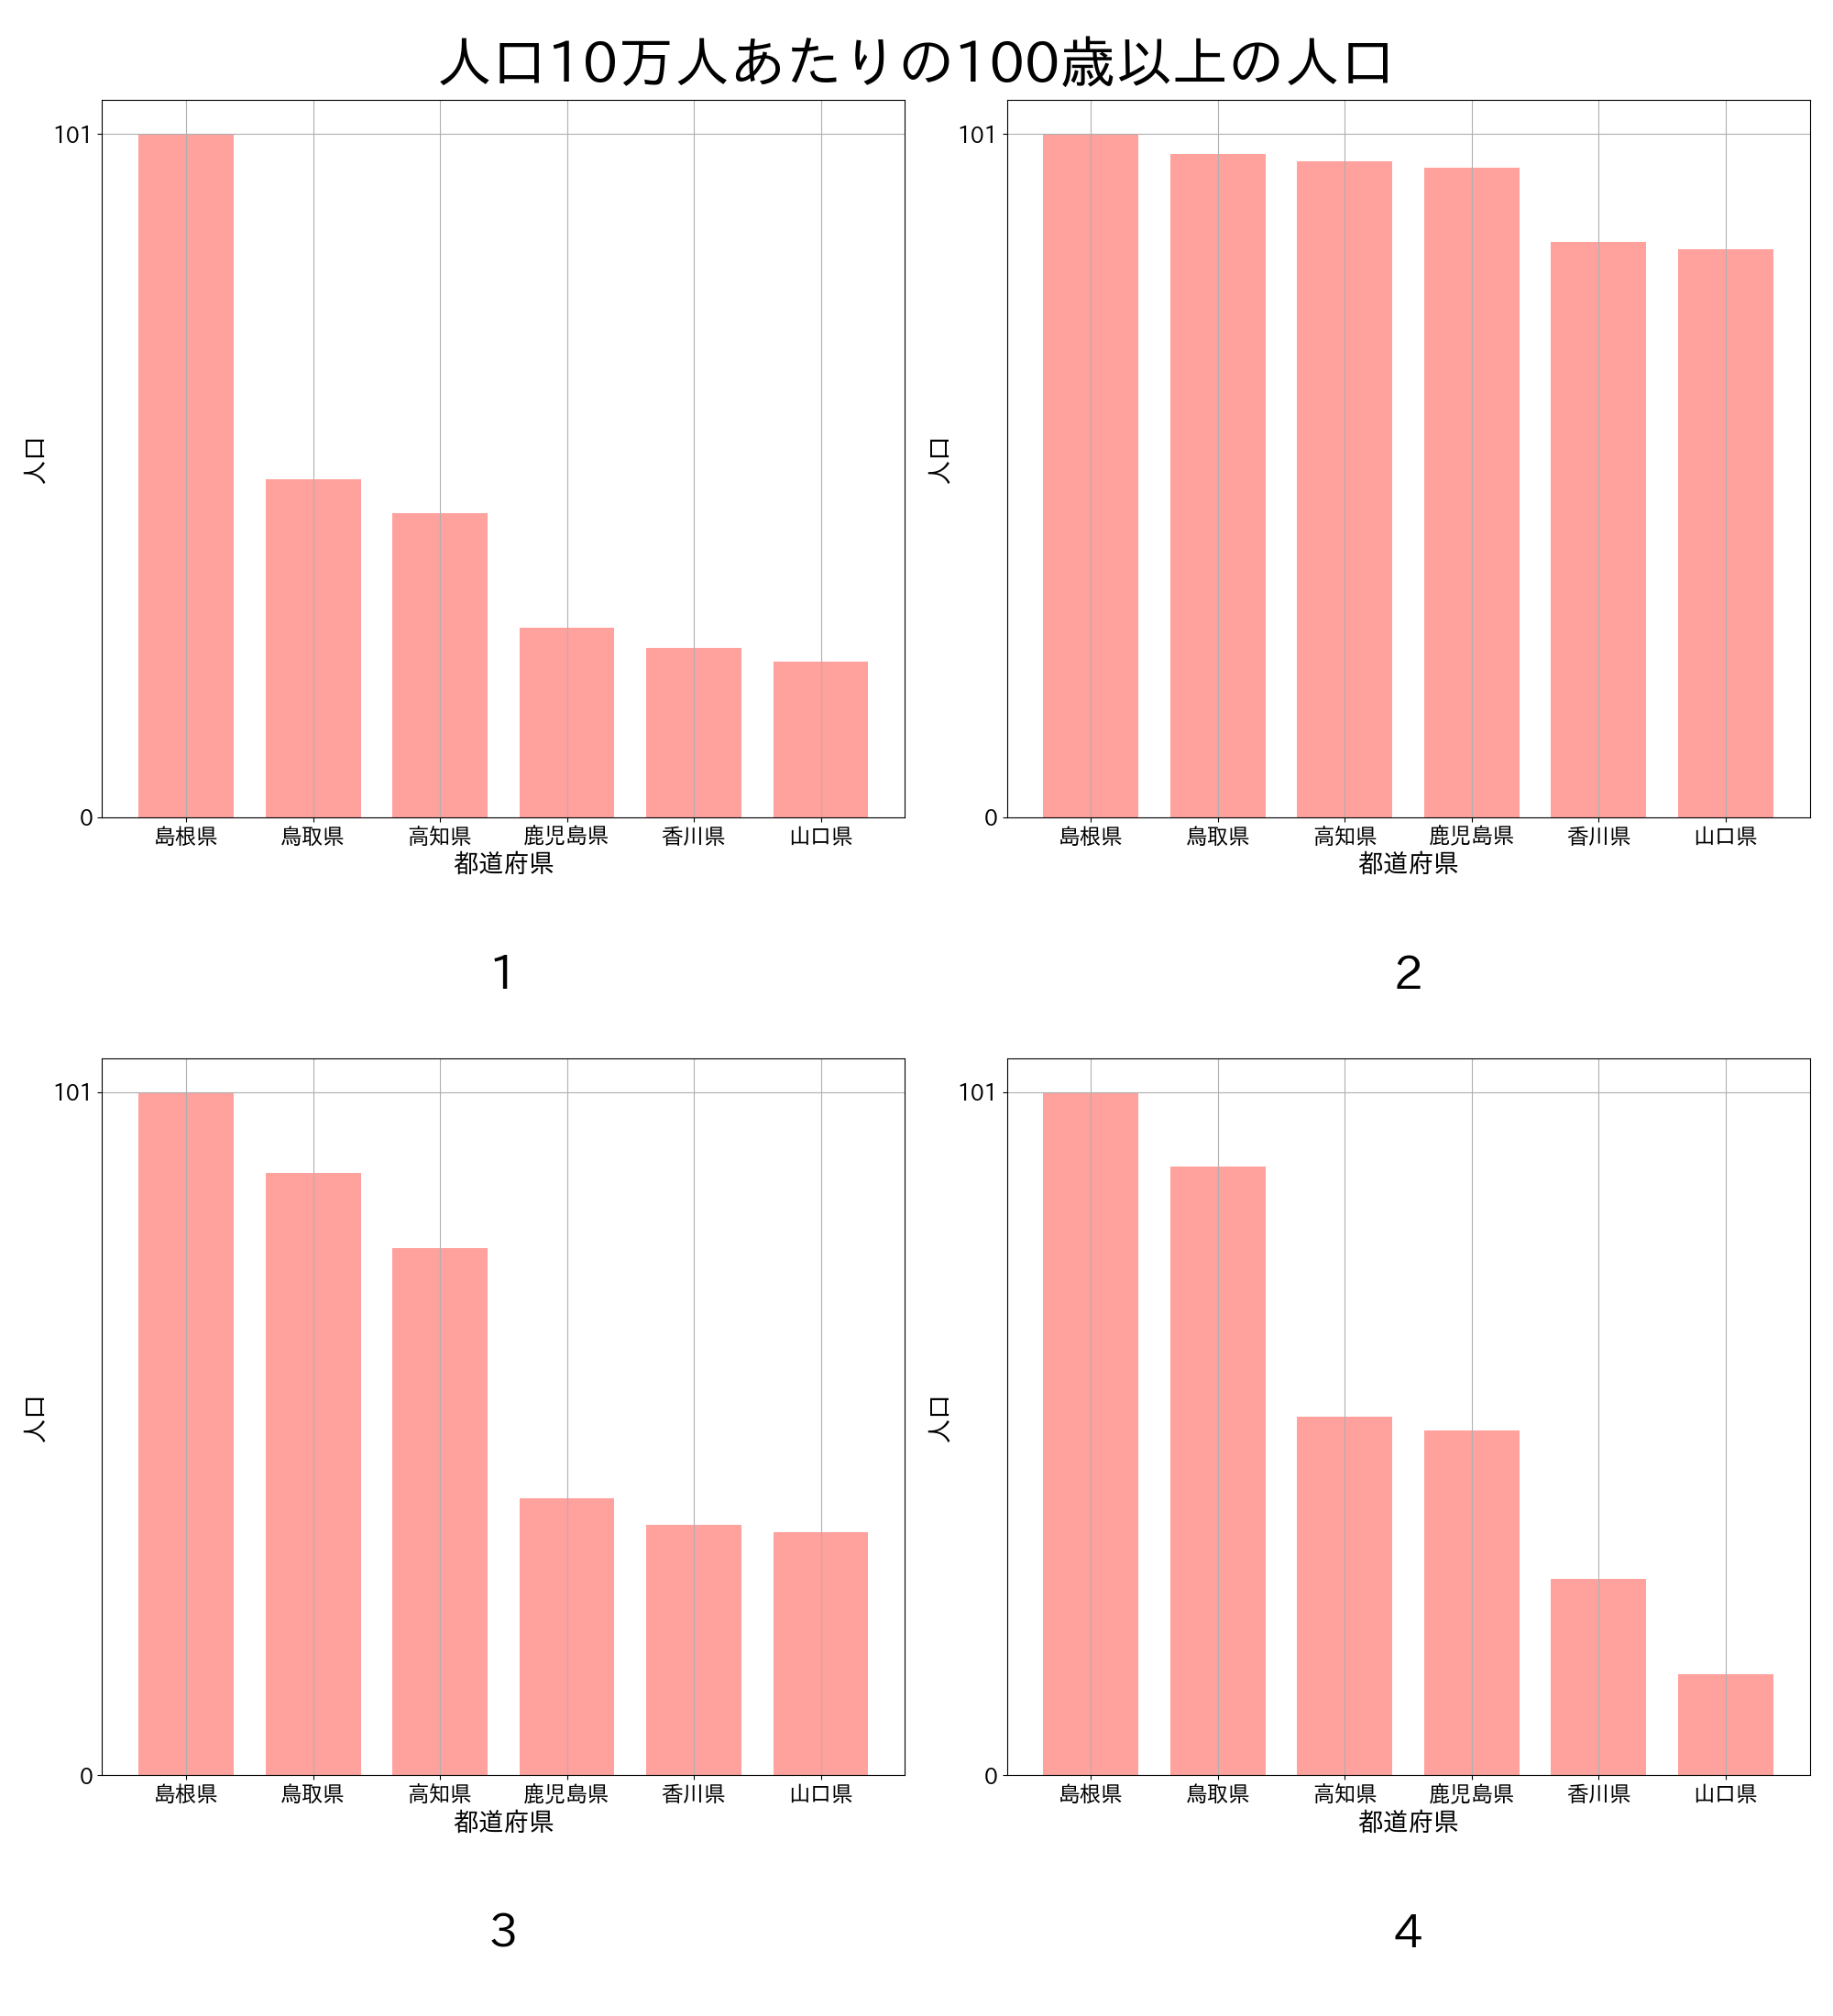 人口10万人あたりの100歳以上の人口
101
人口
0
島根県 鳥取県 高知県 鹿児島県 香川県 山口県
都道府県
1
101
人口
0
島根県 鳥取県 高知県 鹿児島県 香川県 山口県
都道府県
2
101
人口
0
島根県 鳥取県 高知県 鹿児島県 香川県 山口県
都道府県
3
101
人口
0
島根県 鳥取県 高知県 鹿児島県 香川県 山口県
都道府県
4